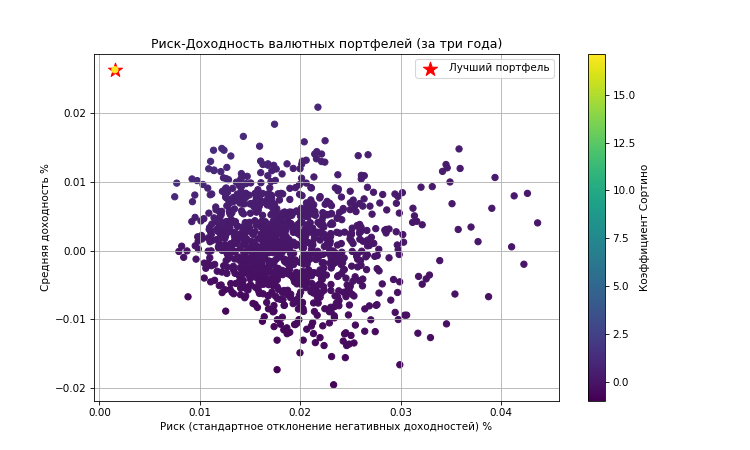 Риск-Доходность валютных портфелей (за три года)
Лучший портфель
Средняя доходность %
0.02
0.01
0.00
−0.01
−0.02
0.00 0.01 0.02 0.03 0.04
Риск (стандартное отклонение негативных доходностей) %
15.0
12.5
10.0
7.5
5.0
2.5
0.0
Коэффициент Сортино